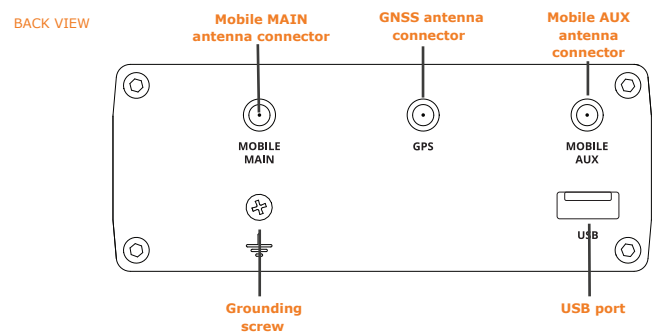 BACK VIEW
Mobile MAIN
antenna connector
GNSS antenna
connector
Mobile AUX
antenna
connector
MOBILE
MAIN
GPS
MOBILE
AUX
USB
Grounding
screw
USB port